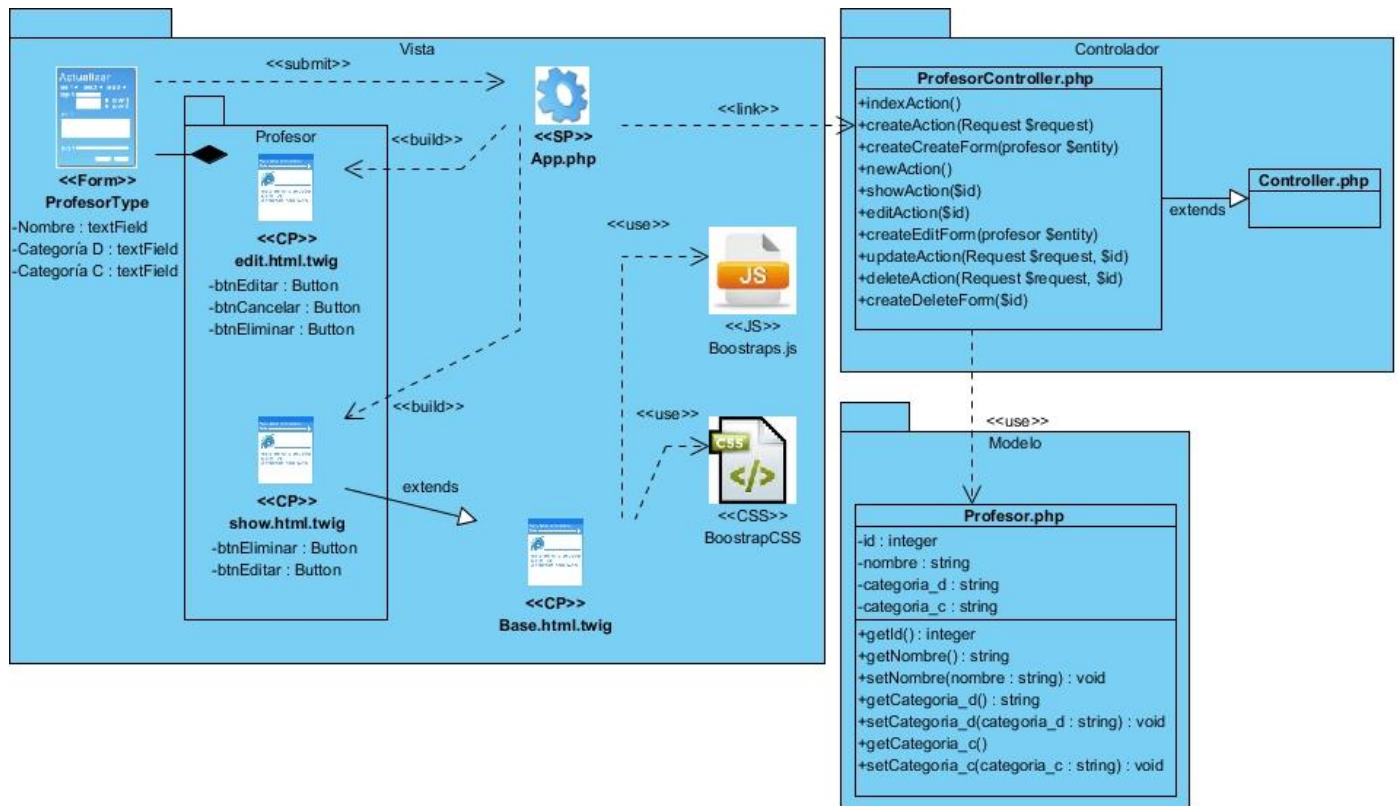 Vista
<<submit>>
Actualizar
<<Form>>
ProfesorType
-Nombre : textField
-Categoría D : textField
-Categoría C : textField
Profesor
<<build>>
<<CP>>
edit.html.twig
-btnEditar : Button
-btnCancelar : Button
-btnEliminar : Button
<<SP>>
App.php
<<link>>
<<use>>
JS
<<JS>>
Boostraps.js
<<build>>
<<CP>>
show.html.twig
-btnEliminar : Button
-btnEditar : Button
extends
<<CP>>
Base.html.twig
<<use>>
CSS
</>
<<CSS>>
BoostrapCSS
Controlador
ProfesorController.php
+indexAction()
+createAction(Request $request)
+createCreateForm(profesor $entity)
+newAction()
+showAction($id)
+editAction($id)
+createEditForm(profesor $entity)
+updateAction(Request $request, $id)
+deleteAction(Request $request, $id)
+createDeleteForm($id)
extends
Controller.php
<<use>>
Modelo
Profesor.php
-id : integer
-nombre : string
-categoria_d : string
-categoria_c : string
+getId() : integer
+getNombre() : string
+setNombre(nombre : string) : void
+getCategoria_d() : string
+setCategoria_d(categoria_d : string) : void
+getCategoria_c()
+setCategoria_c(categoria_c : string) : void